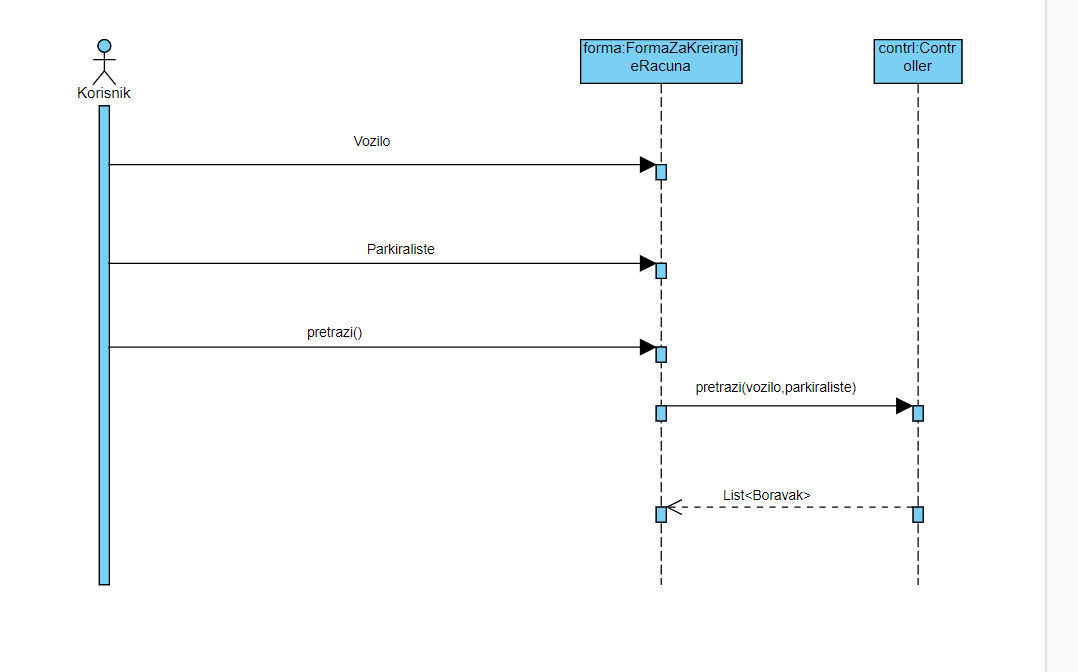 forma:FormaZaKreiranj
eRacuna
contrl:Contr
oller
Korisnik
Vozilo
Parkiraliste
pretrazi()
pretrazi(vozilo,parkiraliste)
List<Boravak>